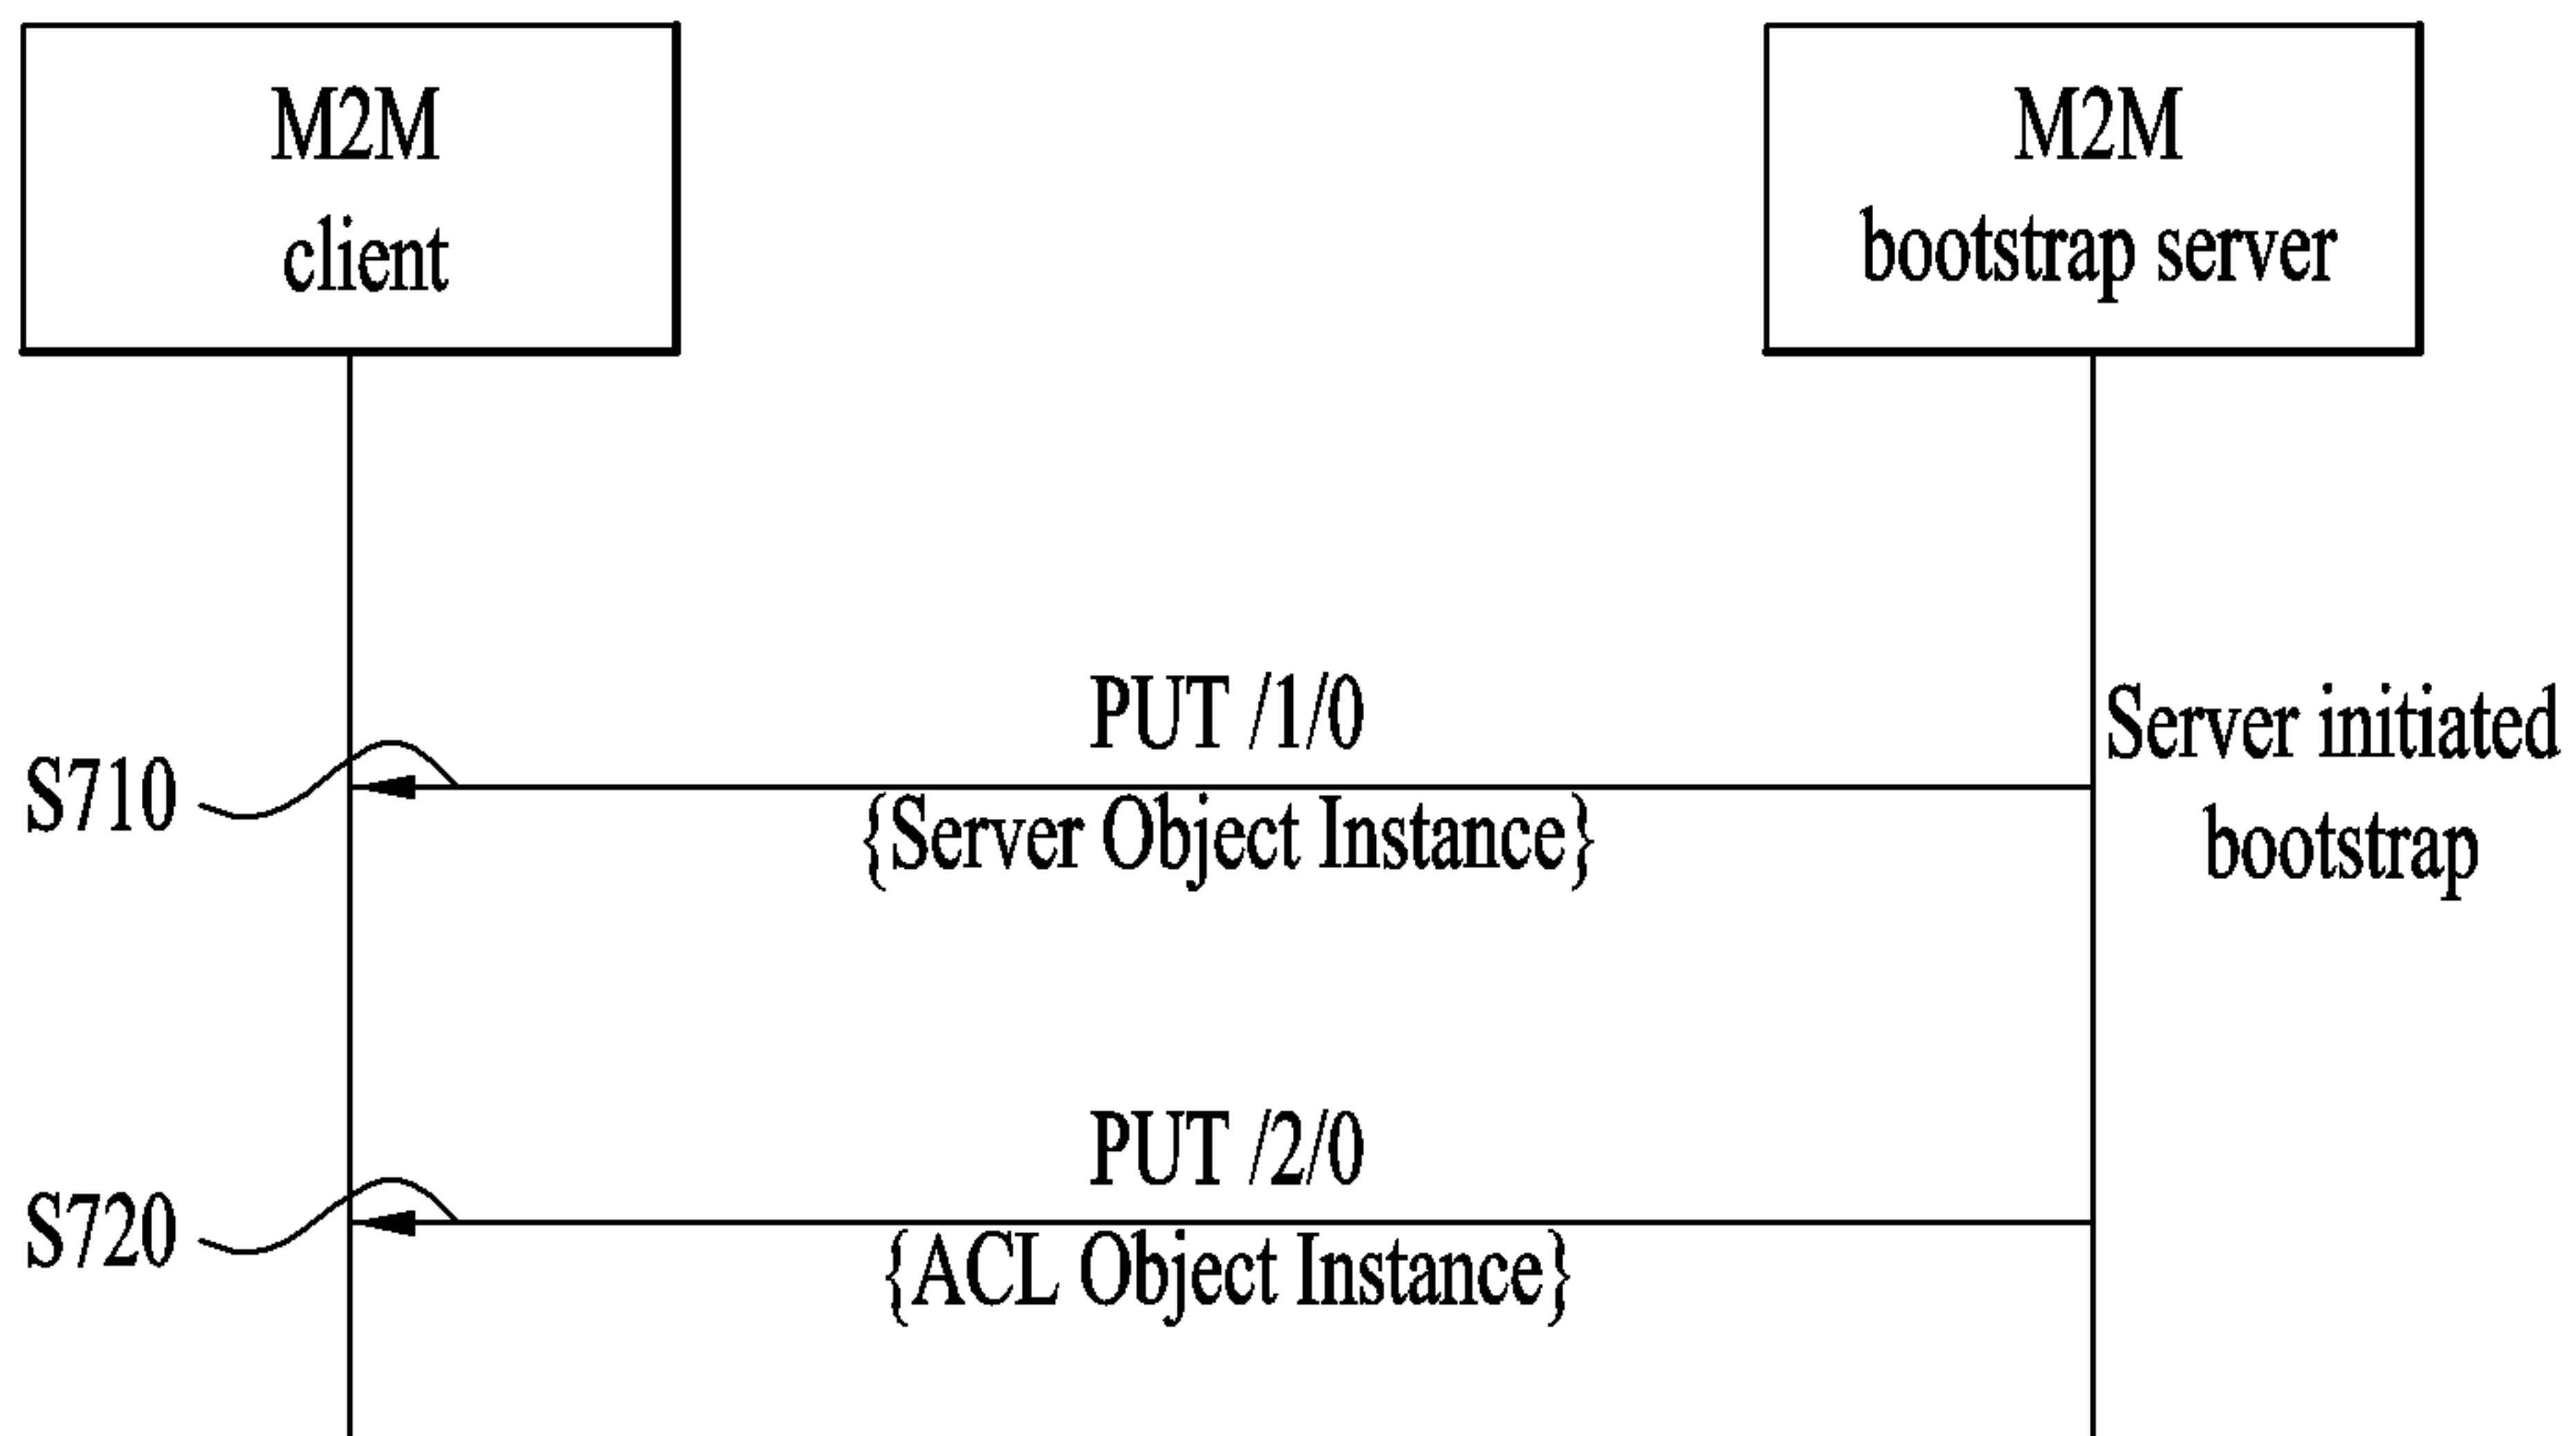 M2M
client
M2M
bootstrap server
PUT /1/0
Server initiated
bootstrap
S710
{Server Object Instance}
PUT /2/0
S720
{ACL Object Instance}